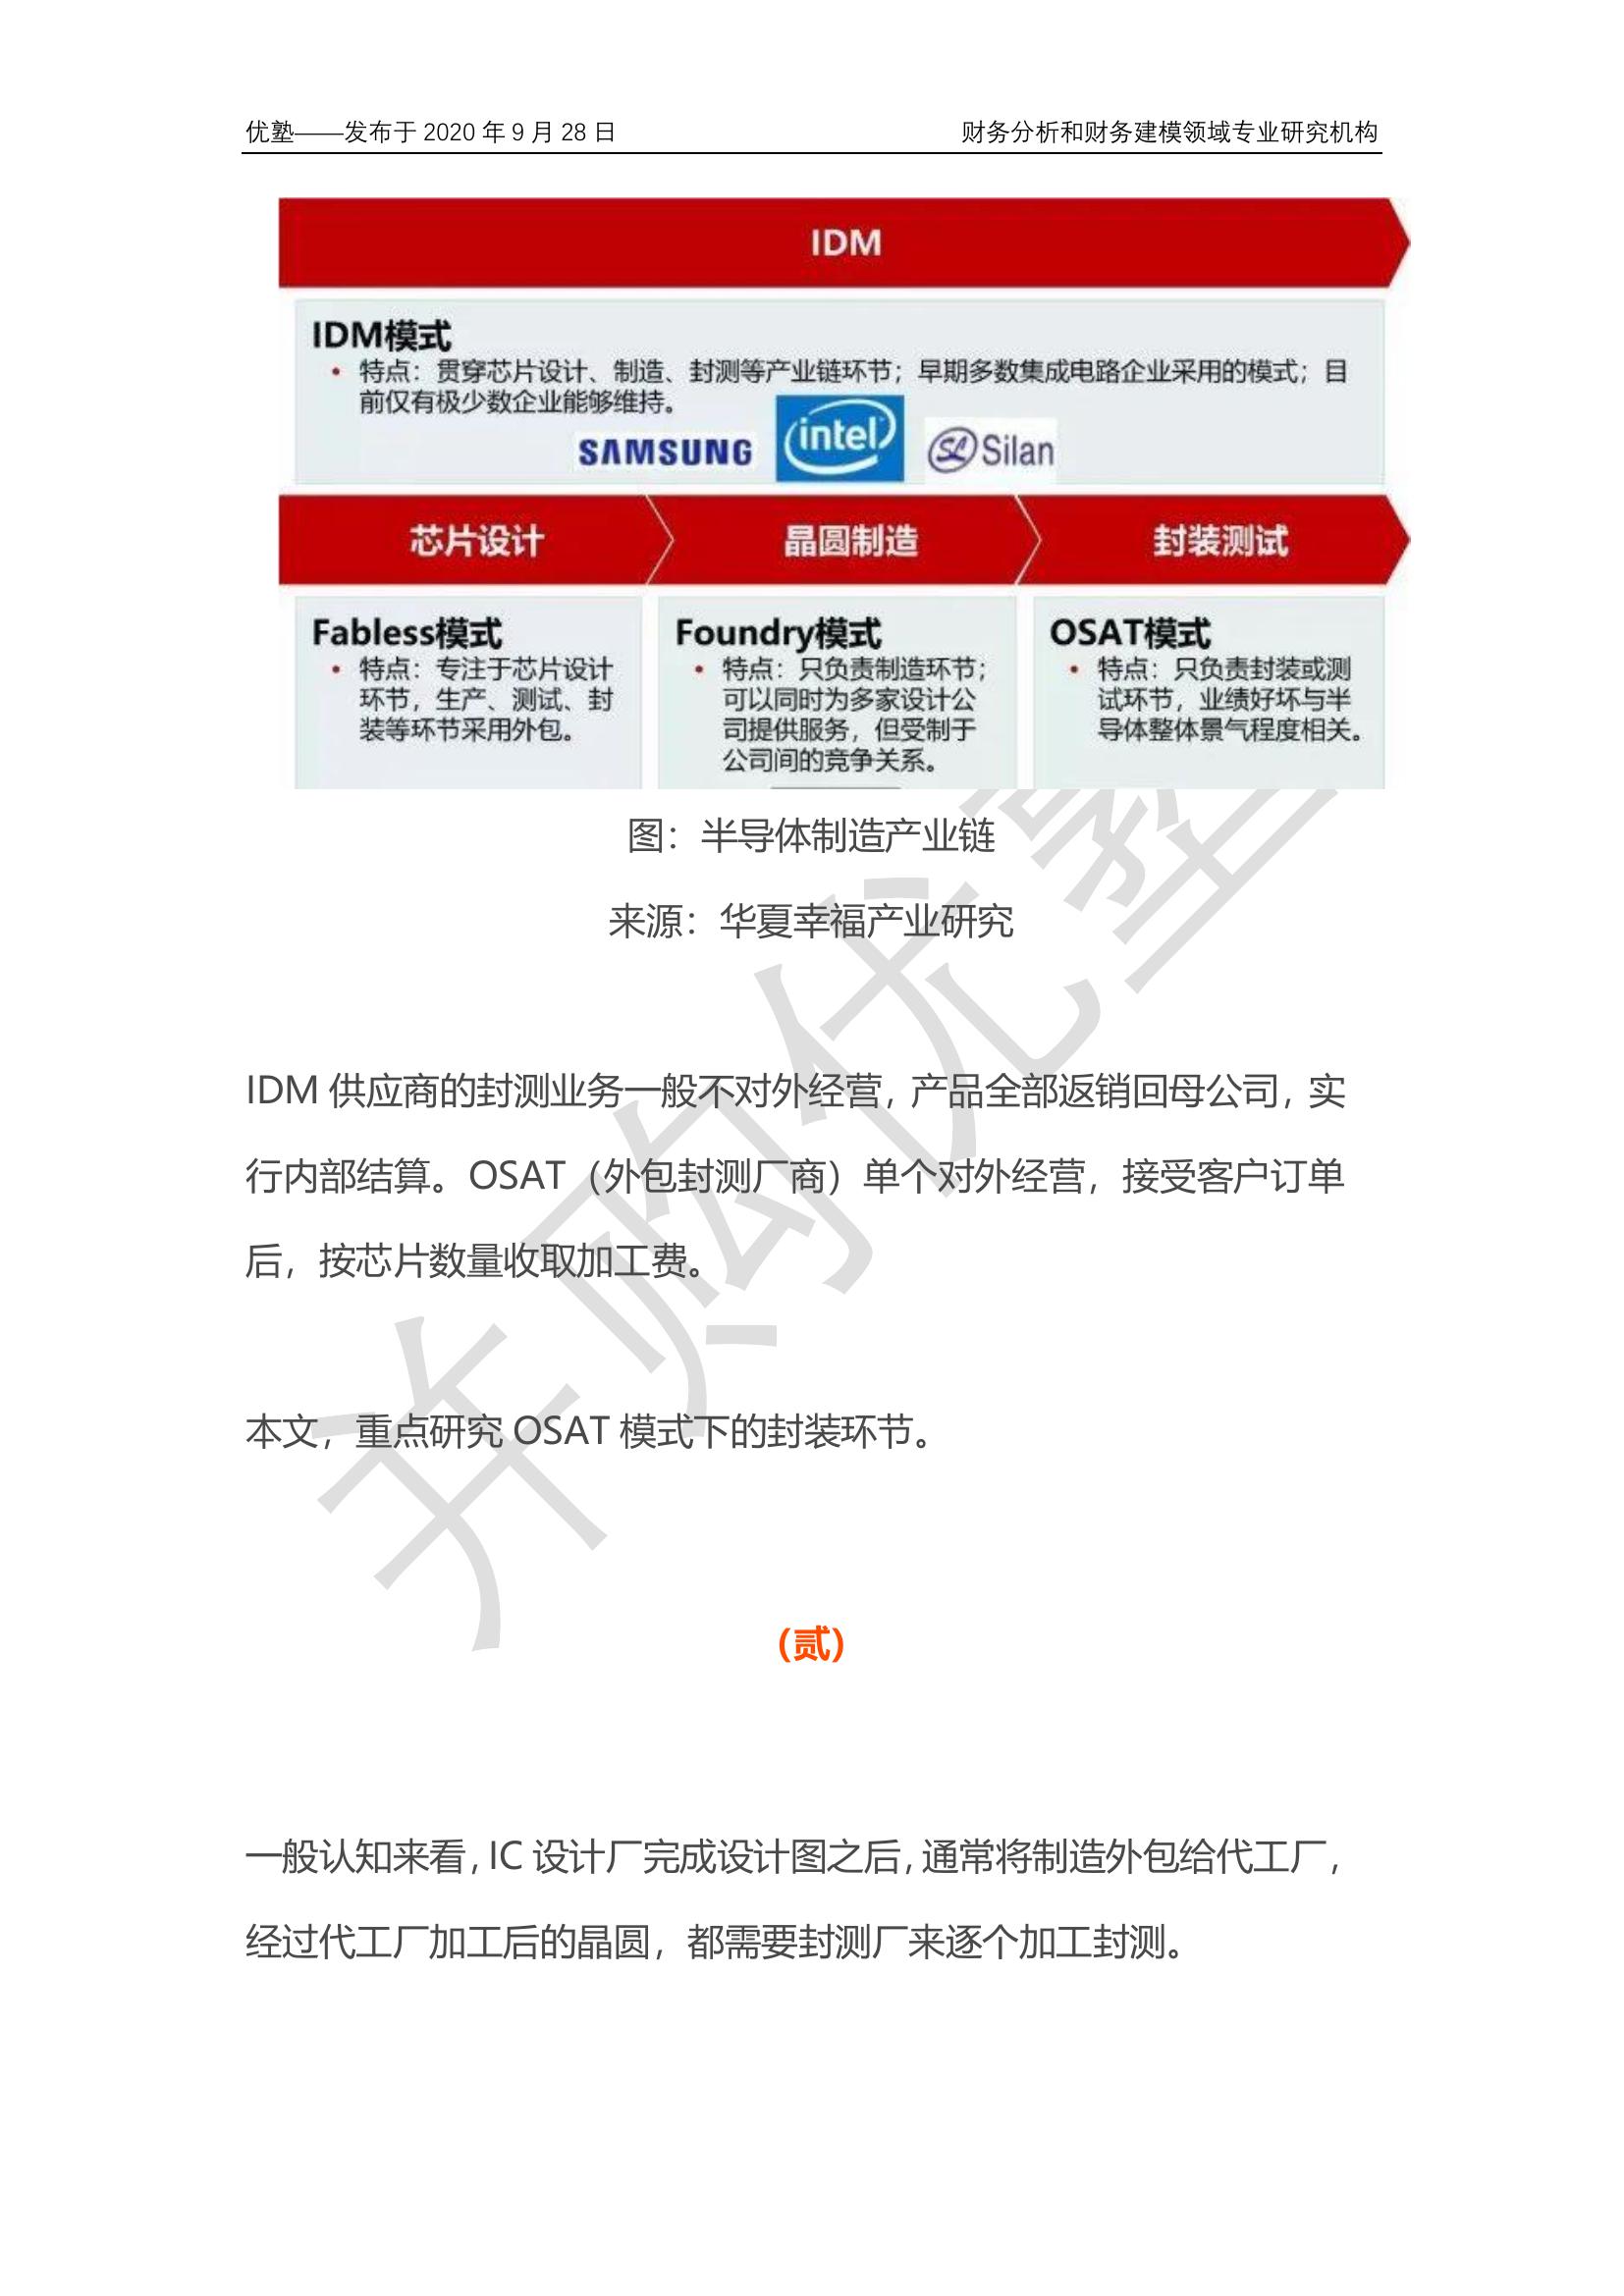 优塾——发布于 2020 年 9 月 28 日
财务分析和财务建模领域专业研究机构
IDM
IDM模式
• 特点：贯穿芯片设计、制造、封测等产业链环节；早期多数集成电路企业采用的模式；目
前仅有极少数企业能够维持。
SAMSUNG
intel
SL Silan
芯片设计
晶圆制造
封装测试
Fabless模式
• 特点：专注于芯片设计
环节，生产、测试、封
装等环节采用外包。
Foundry模式
• 特点：只负责制造环节；
可以同时为多家设计公
司提供服务，但受制于
公司间的竞争关系。
OSAT模式
• 特点：只负责封装或测
试环节，业绩好坏与半
导体整体景气程度相关。
图：半导体制造产业链
来源：华夏幸福产业研究
IDM 供应商的封测业务一般不对外经营，产品全部返销回母公司，实
行内部结算。OSAT（外包封测厂商）单个对外经营，接受客户订单
后，按芯片数量收取加工费。
本文，重点研究 OSAT 模式下的封装环节。
(贰)
一般认知来看，IC 设计厂完成设计图之后，通常将制造外包给代工厂，
经过代工厂加工后的晶圆，都需要封测厂来逐个加工封测。
并购优塾